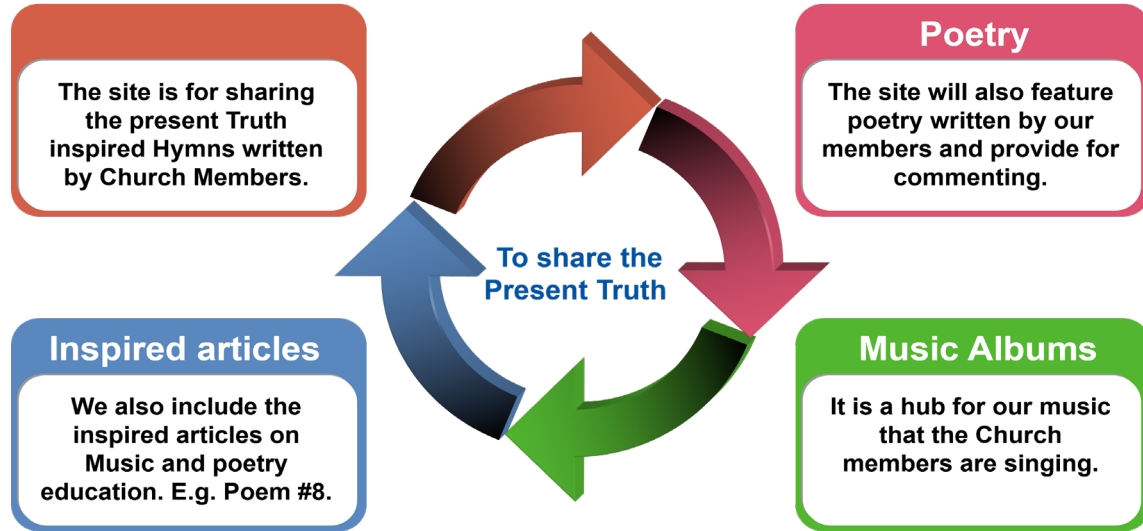 The site is for sharing
the present Truth
inspired Hymns written
by Church Members.
Poetry
The site will also feature
poetry written by our
members and provide for
commenting.
To share the
Present Truth
Inspired articles
We also include the
inspired articles on
Music and poetry
education. E.g. Poem #8.
Music Albums
It is a hub for our music
that the Church
members are singing.